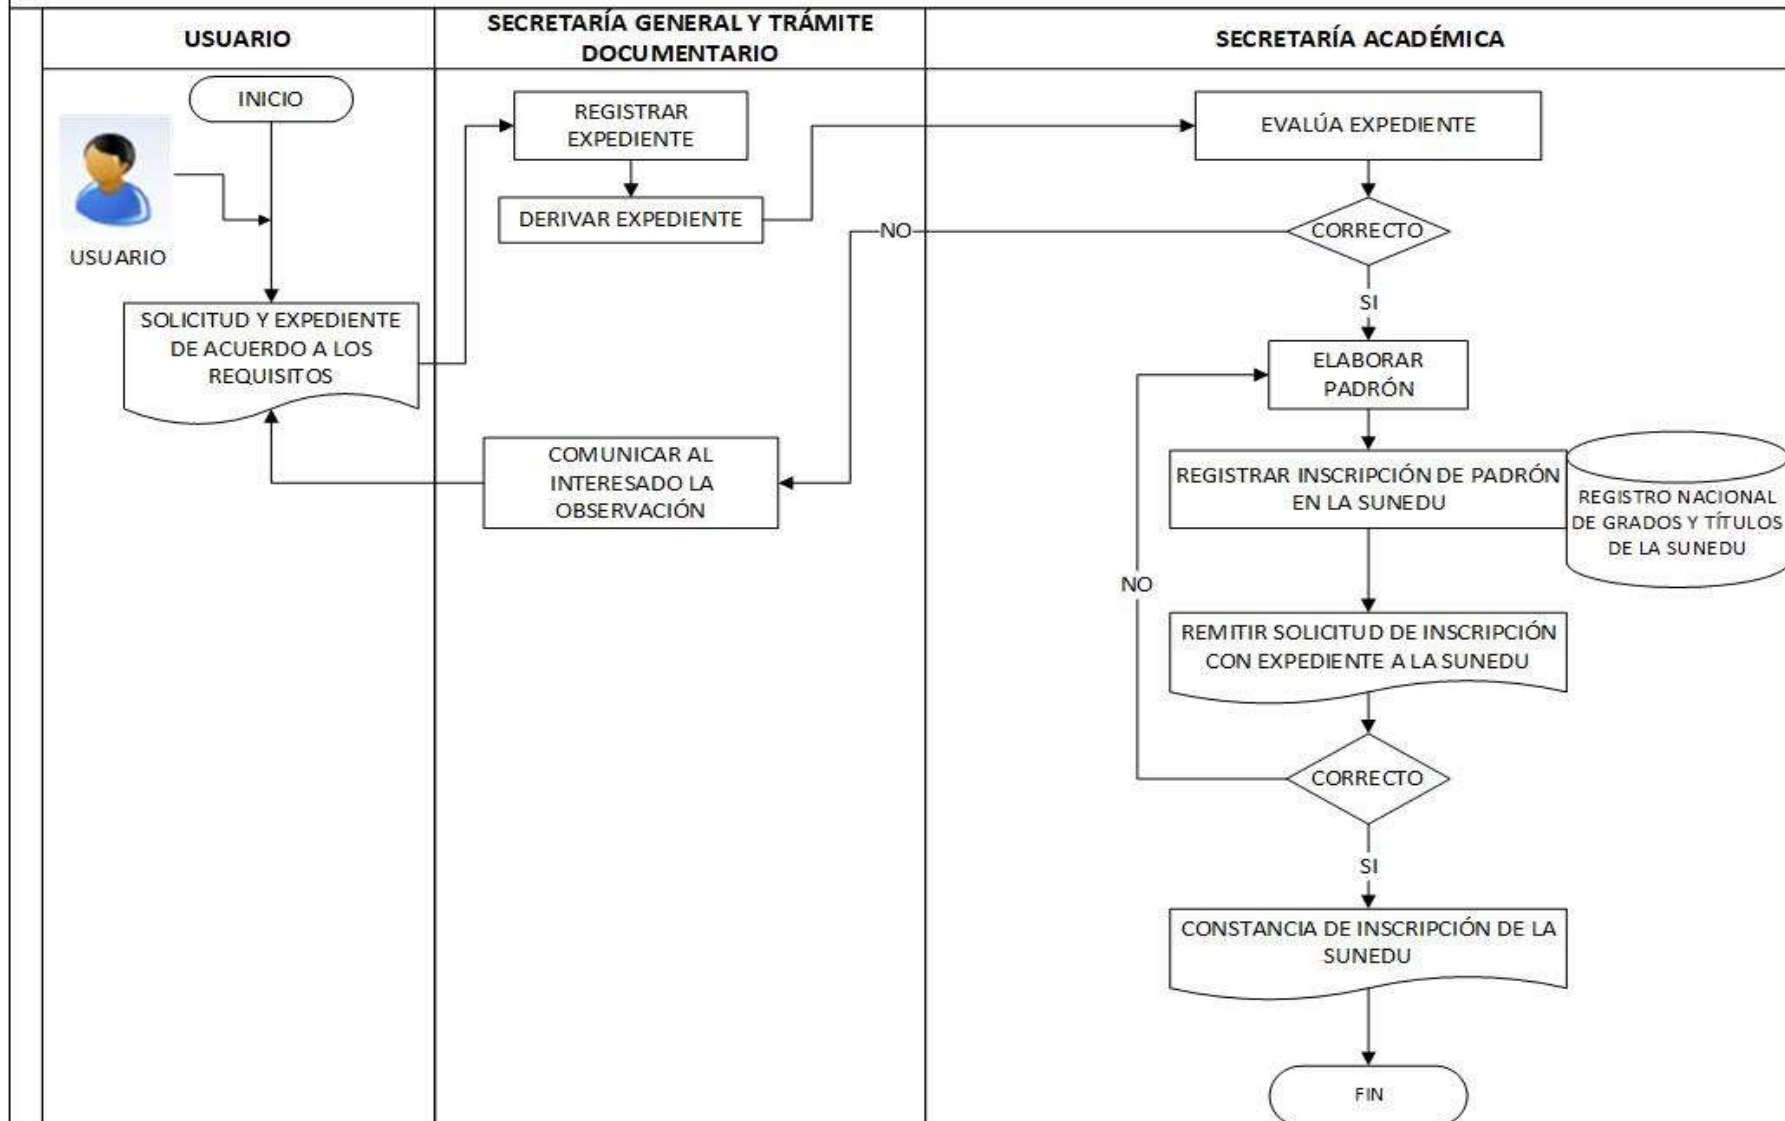 USUARIO
SECRETARÍA GENERAL Y TRÁMITE
DOCUMENTARIO
SECRETARÍA ACADÉMICA
INICIO
USUARIO
SOLICITUD Y EXPEDIENTE
DE ACUERDO A LOS
REQUISITOS
REGISTRAR
EXPEDIENTE
DERIVAR EXPEDIENTE
COMUNICAR AL
INTERESADO LA
OBSERVACIÓN
EVALÚA EXPEDIENTE
CORRECTO
NO
SI
ELABORAR
PADRÓN
REGISTRAR INSCRIPCIÓN DE PADRÓN
EN LA SUNEDU
REGISTRO NACIONAL
DE GRADOS Y TÍTULOS
DE LA SUNEDU
REMITIR SOLICITUD DE INSCRIPCIÓN
CON EXPEDIENTE A LA SUNEDU
CORRECTO
NO
SI
CONSTANCIA DE INSCRIPCIÓN DE LA
SUNEDU
FIN